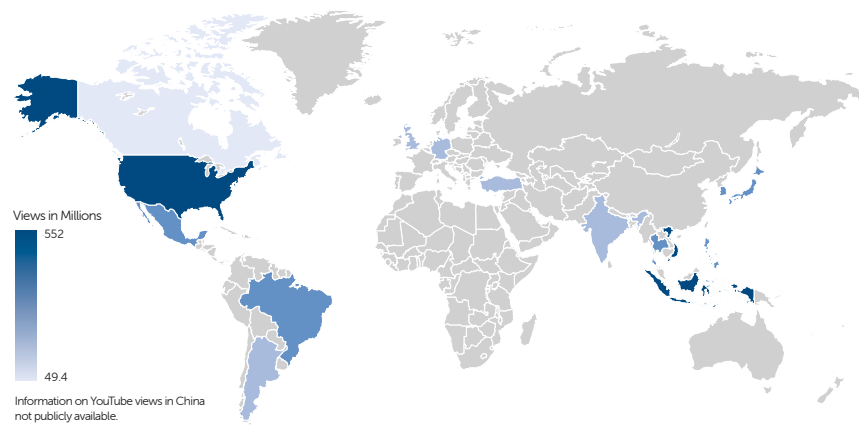 Views in Millions
552
49.4
Information on YouTube views in China
not publicly available.